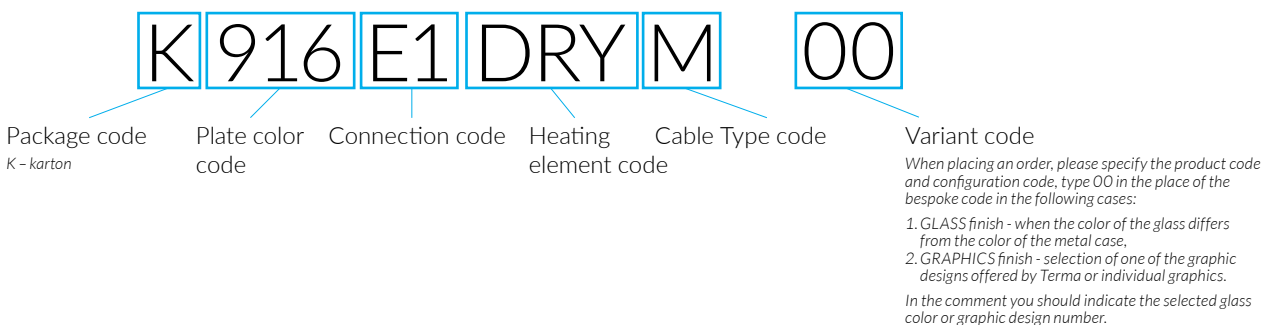 K 916 E1 DRY M 00
Package code
K – karton
Plate color
code
Connection code
Heating
element code
Cable Type code
Variant code
When placing an order, please specify the product code
and configuration code, type 00 in the place of the
bespoke code in the following cases:
1. GLASS finish - when the color of the glass differs
from the color of the metal case,
2. GRAPHICS finish - selection of one of the graphic
designs offered by Terma or individual graphics.
In the comment you should indicate the selected glass
color or graphic design number.